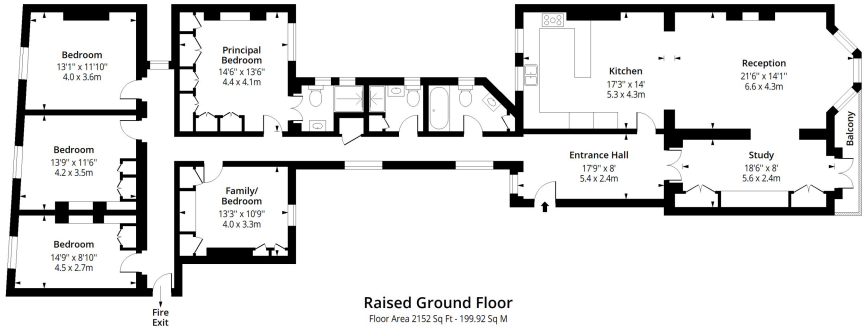 Bedroom
13'1" x 11'10"
4.0 x 3.6m
Principal
Bedroom
14'6" x 13'6"
4.4 x 4.1m
Kitchen
17'3" x 14'
5.3 x 4.3m
Reception
21'6" x 14'1"
6.6 x 4.3m
Balcony
Bedroom
13'9" x 11'6"
4.2 x 3.5m
Entrance Hall
17'9" x 8'
5.4 x 2.4m
Study
18'6" x 8'
5.6 x 2.4m
Family/
Bedroom
13'3" x 10'9"
4.0 x 3.3m
Bedroom
14'9" x 8'10"
4.5 x 2.7m
Fire
Exit
Raised Ground Floor
Floor Area 2152 Sq Ft - 199.92 Sq M